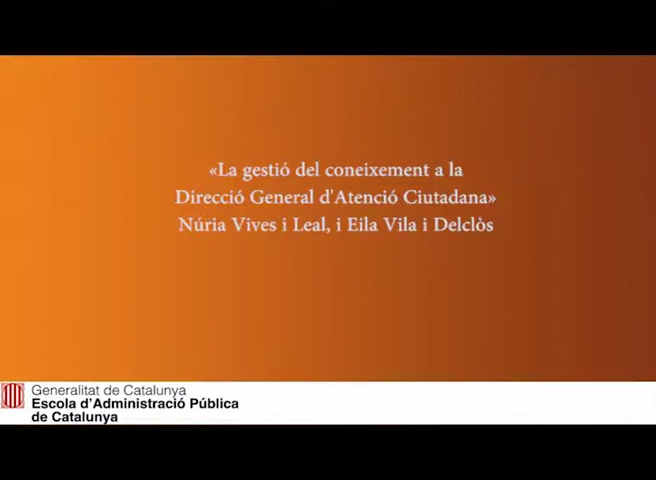 «La gestió del coneixement a la
Direcció General d'Atenció Ciutadana»
Núria Vives i Leal, i Eila Vila i Delclòs
Generalitat de Catalunya
Escola d'Administració Pública
de Catalunya